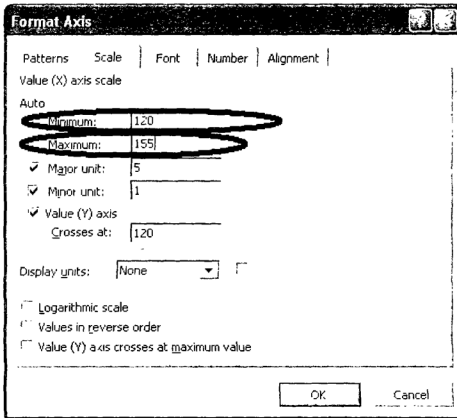 Format Axis
Patterns Scale Font Number Alignment
Value (X) axis scale
Auto
Minimum: 120
Maximum: 155
Major unit: 5
Minor unit: 1
Value (Y) axis
Crosses at: 120
Display units: None
Logarithmic scale
Values in reverse order
Value (Y) axis crosses at maximum value
OK Cancel